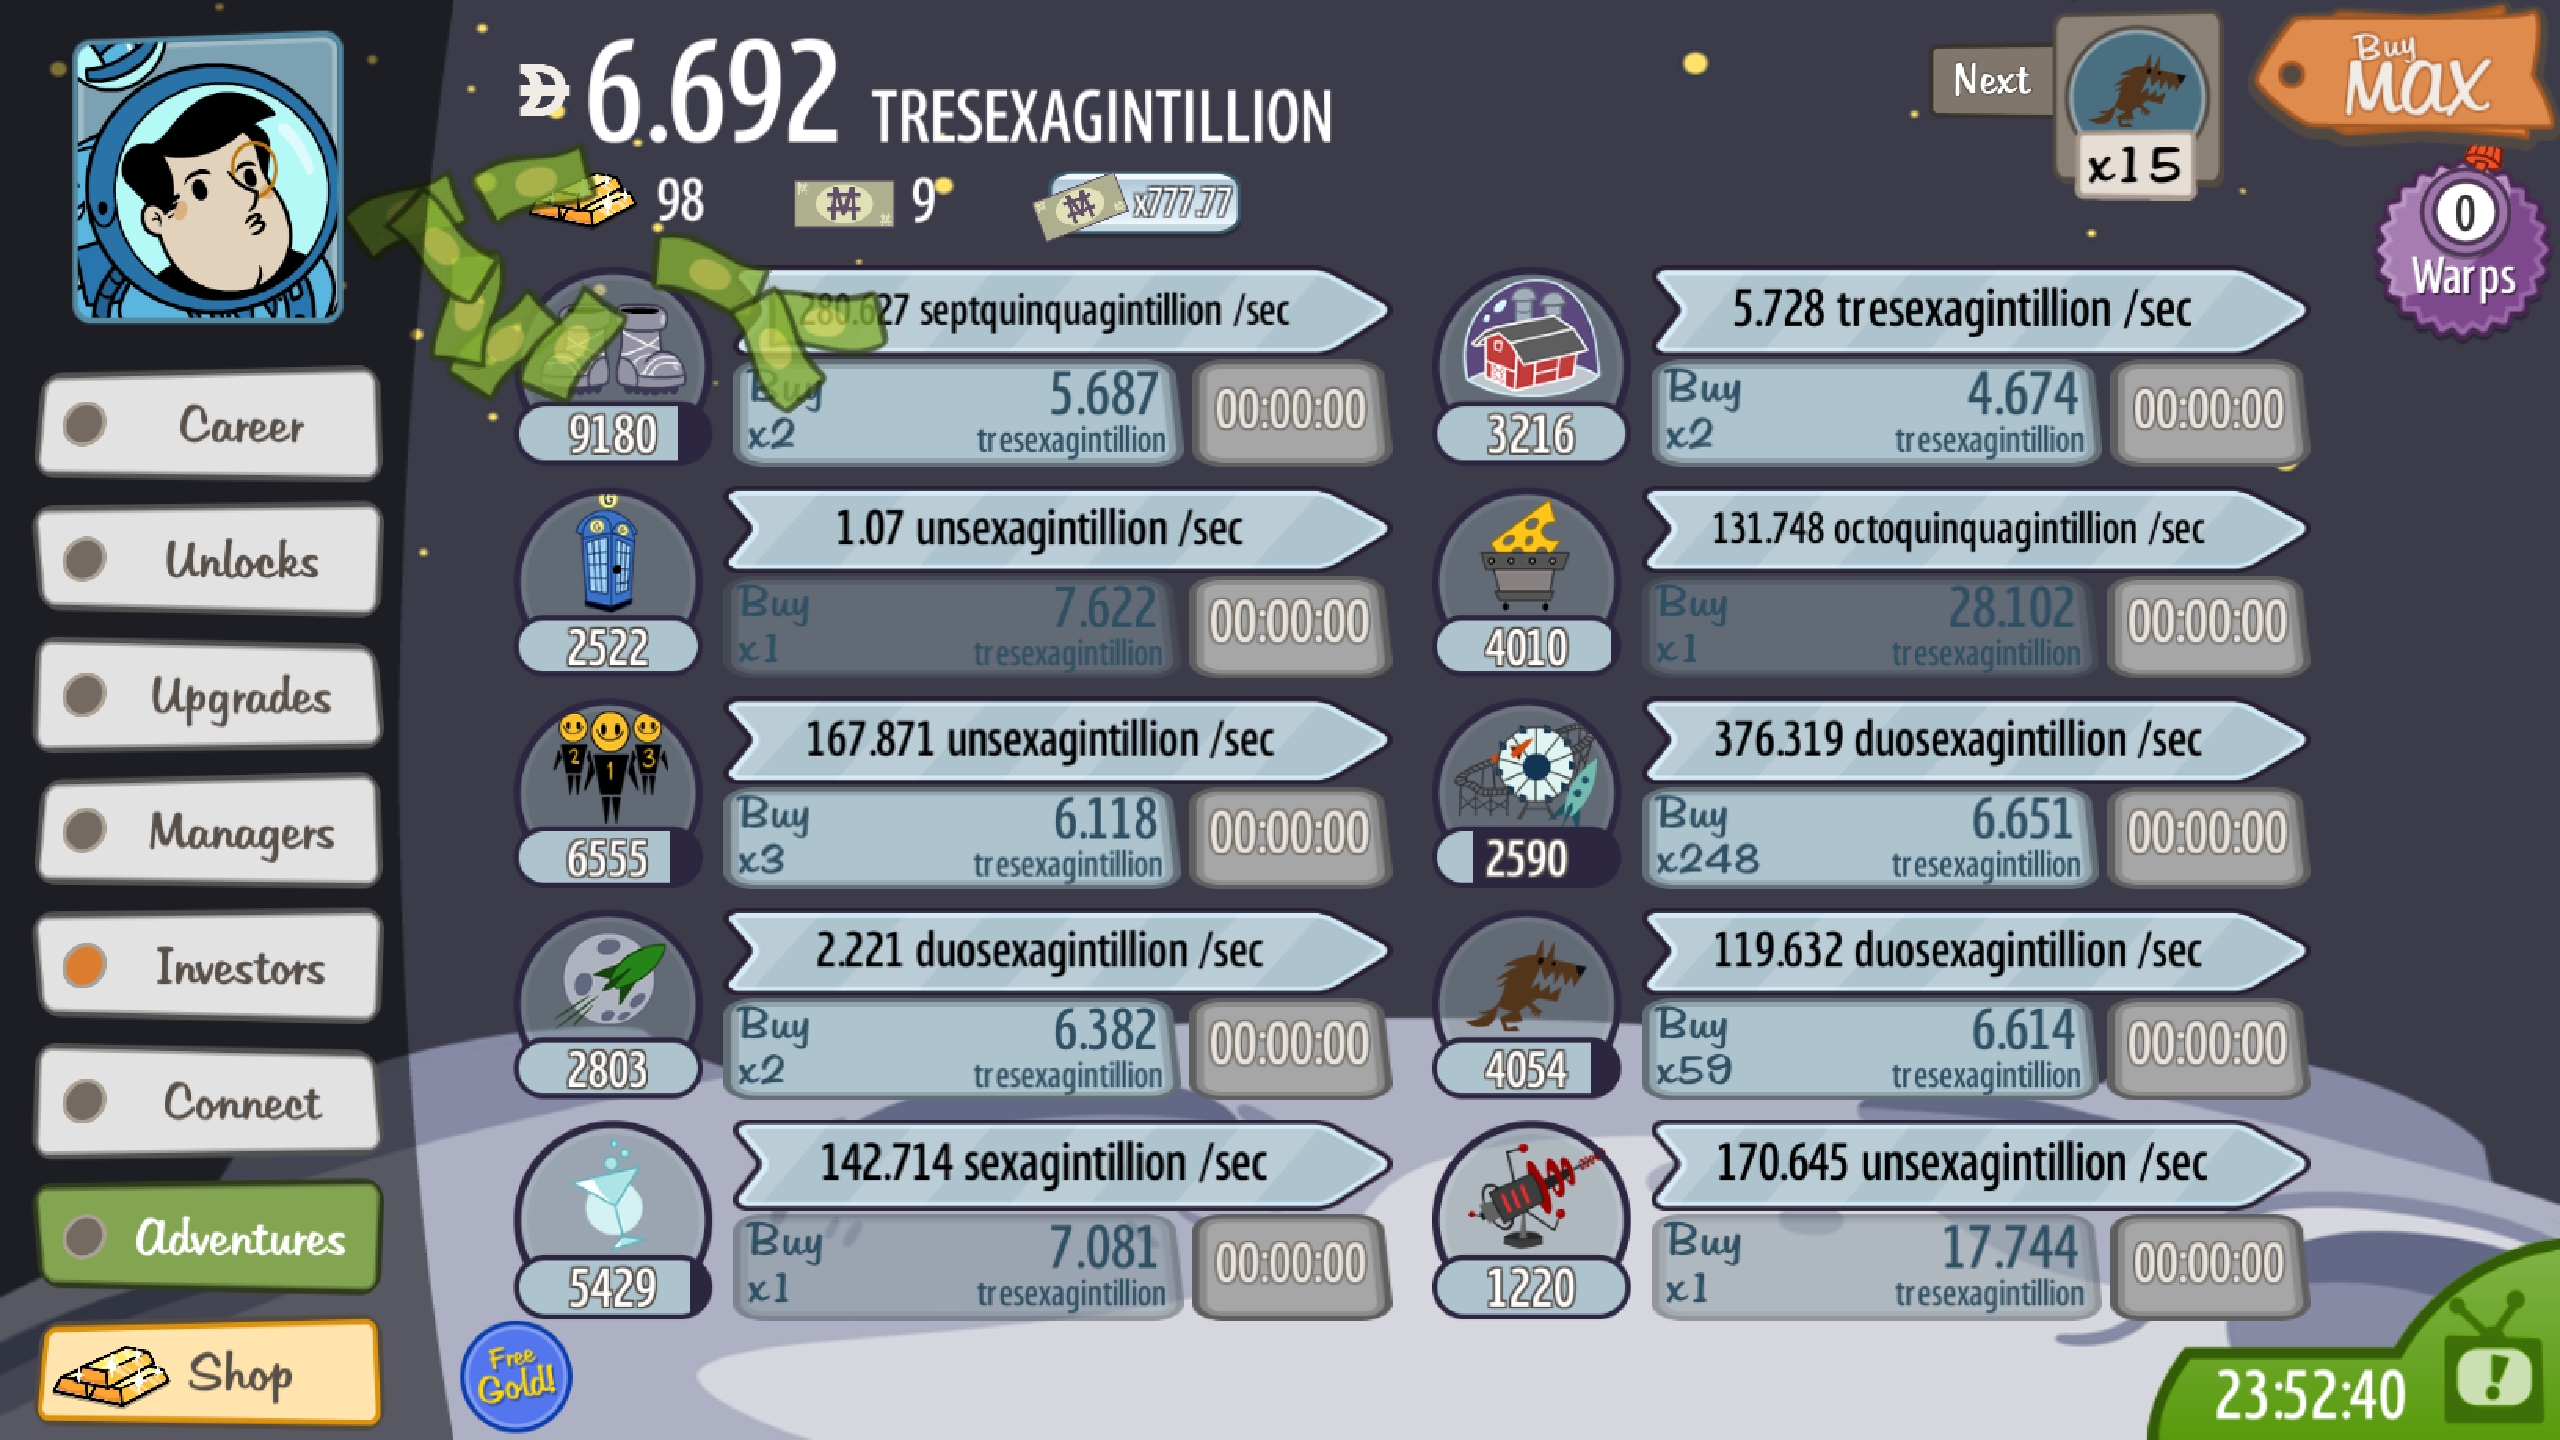 6.692 TRESEXAGINTILLION
98
9
x777.77
Next
x15
Buy
MAX
0
Warps
Career
Unlocks
Upgrades
Managers
Investors
Connect
Adventures
Shop
280.627 septquinquagintillion /sec
9180
Buy
x2
5.687
tresexagintillion
00:00:00
5.728 tresexagintillion /sec
3216
Buy
x2
4.674
tresexagintillion
00:00:00
G
1.07 unsexagintillion /sec
2522
Buy
x1
7.622
tresexagintillion
00:00:00
131.748 octoquinquagintillion /sec
4010
Buy
x1
28.102
tresexagintillion
00:00:00
2 1 3
167.871 unsexagintillion /sec
6555
Buy
x3
6.118
tresexagintillion
00:00:00
376.319 duosexagintillion /sec
2590
Buy
x248
6.651
tresexagintillion
00:00:00
2.221 duosexagintillion /sec
2803
Buy
x2
6.382
tresexagintillion
00:00:00
119.632 duosexagintillion /sec
4054
Buy
x59
6.614
tresexagintillion
00:00:00
142.714 sexagintillion /sec
5429
Buy
x1
7.081
tresexagintillion
00:00:00
170.645 unsexagintillion /sec
1220
Buy
x1
17.744
tresexagintillion
00:00:00
Free
Gold!
23:52:40
!